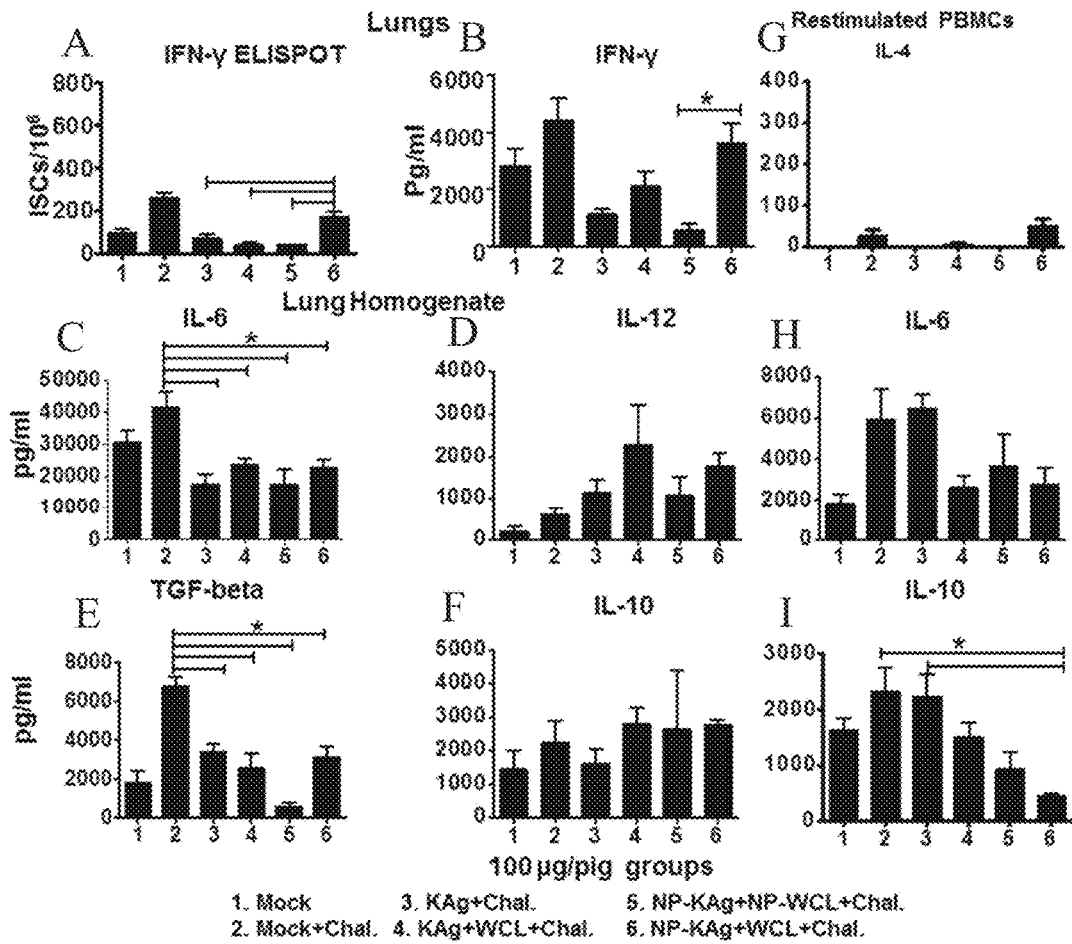 Lungs
A
IFN-γ ELISPOT
ISCs/10⁶
800
600
400
200
0
1 2 3 4 5 6
B
IFN-γ
Pg/ml
6000
4000
2000
0
*
1 2 3 4 5 6
Restimulated PBMCs
G
IL-4
400
300
200
100
0
1 2 3 4 5 6
Lung Homogenate
C
IL-6
pg/ml
50000
40000
30000
20000
10000
0
*
1 2 3 4 5 6
D
IL-12
4000
3000
2000
1000
0
1 2 3 4 5 6
H
IL-6
8000
6000
4000
2000
0
1 2 3 4 5 6
E
TGF-beta
pg/ml
8000
6000
4000
2000
0
*
1 2 3 4 5 6
F
IL-10
5000
4000
3000
2000
1000
0
1 2 3 4 5 6
I
IL-10
3000
2000
1000
0
*
1 2 3 4 5 6
100 µg/pig groups
1. Mock 3. KAg+Chal. 5. NP-KAg+NP-WCL+Chal.
2. Mock+Chal. 4. KAg+WCL+Chal. 6. NP-KAg+WCL+Chal.